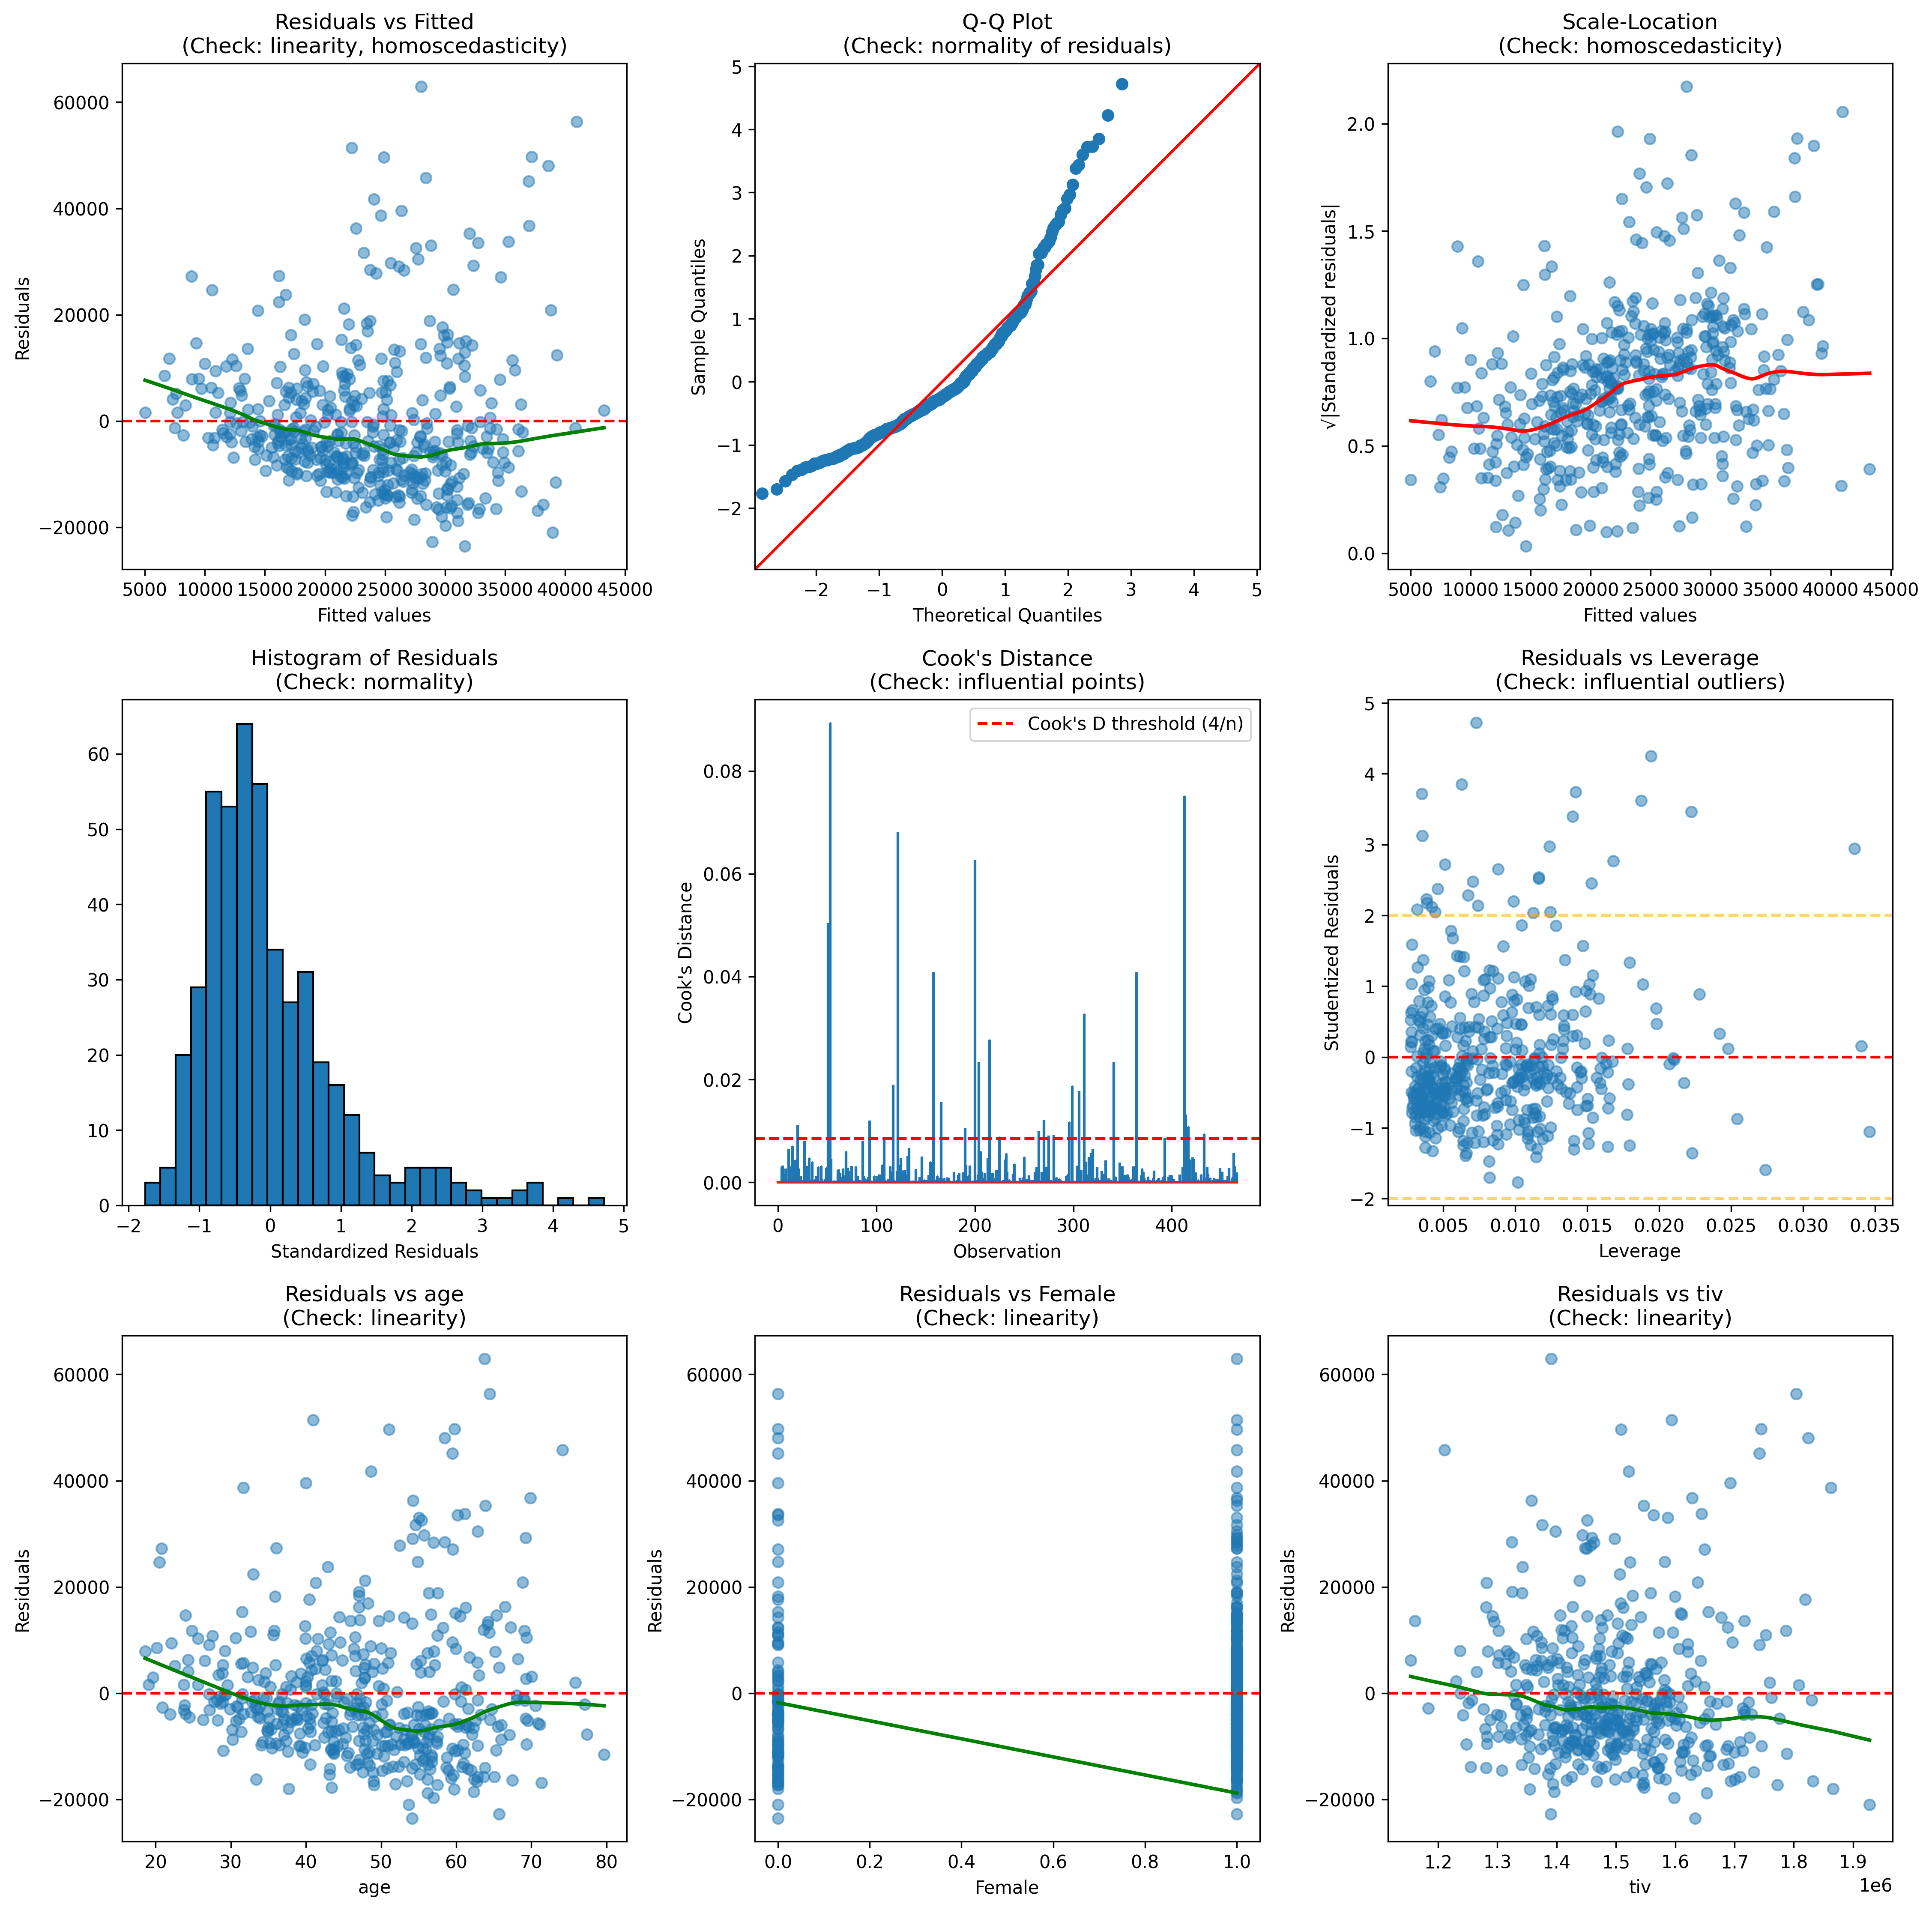 Residuals vs Fitted
(Check: linearity, homoscedasticity)
60000
40000
20000
0
−20000
Residuals
5000 10000 15000 20000 25000 30000 35000 40000 45000
Fitted values
Q-Q Plot
(Check: normality of residuals)
5
4
3
2
1
0
−1
−2
Sample Quantiles
−2 −1 0 1 2 3 4 5
Theoretical Quantiles
Scale-Location
(Check: homoscedasticity)
2.0
1.5
1.0
0.5
0.0
√|Standardized residuals|
5000 10000 15000 20000 25000 30000 35000 40000 45000
Fitted values
Histogram of Residuals
(Check: normality)
60
50
40
30
20
10
0
−2 −1 0 1 2 3 4 5
Standardized Residuals
Cook's Distance
(Check: influential points)
Cook's D threshold (4/n)
0.08
0.06
0.04
0.02
0.00
Cook's Distance
0 100 200 300 400
Observation
Residuals vs Leverage
(Check: influential outliers)
5
4
3
2
1
0
−1
−2
Studentized Residuals
0.005 0.010 0.015 0.020 0.025 0.030 0.035
Leverage
Residuals vs age
(Check: linearity)
60000
40000
20000
0
−20000
Residuals
20 30 40 50 60 70 80
age
Residuals vs Female
(Check: linearity)
60000
40000
20000
0
−20000
Residuals
0.0 0.2 0.4 0.6 0.8 1.0
Female
Residuals vs tiv
(Check: linearity)
60000
40000
20000
0
−20000
Residuals
1.2 1.3 1.4 1.5 1.6 1.7 1.8 1.9
1e6
tiv